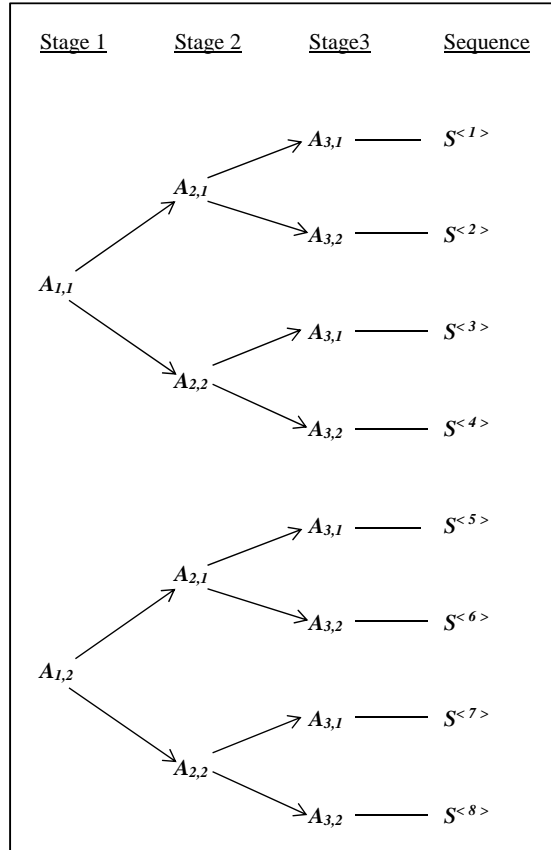 Stage 1 Stage 2 Stage3 Sequence
A3,1 S<1>
A2,1
A3,2 S<2>
A1,1
A3,1 S<3>
A2,2
A3,2 S<4>
A3,1 S<5>
A2,1
A3,2 S<6>
A1,2
A3,1 S<7>
A2,2
A3,2 S<8>